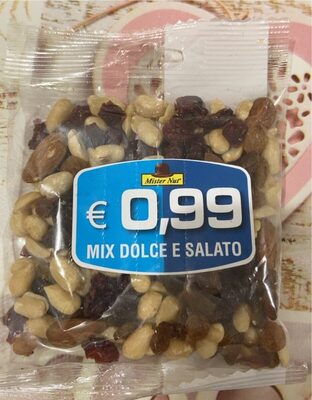 Mister Nut®
€ 0,99
MIX DOLCE E SALATO